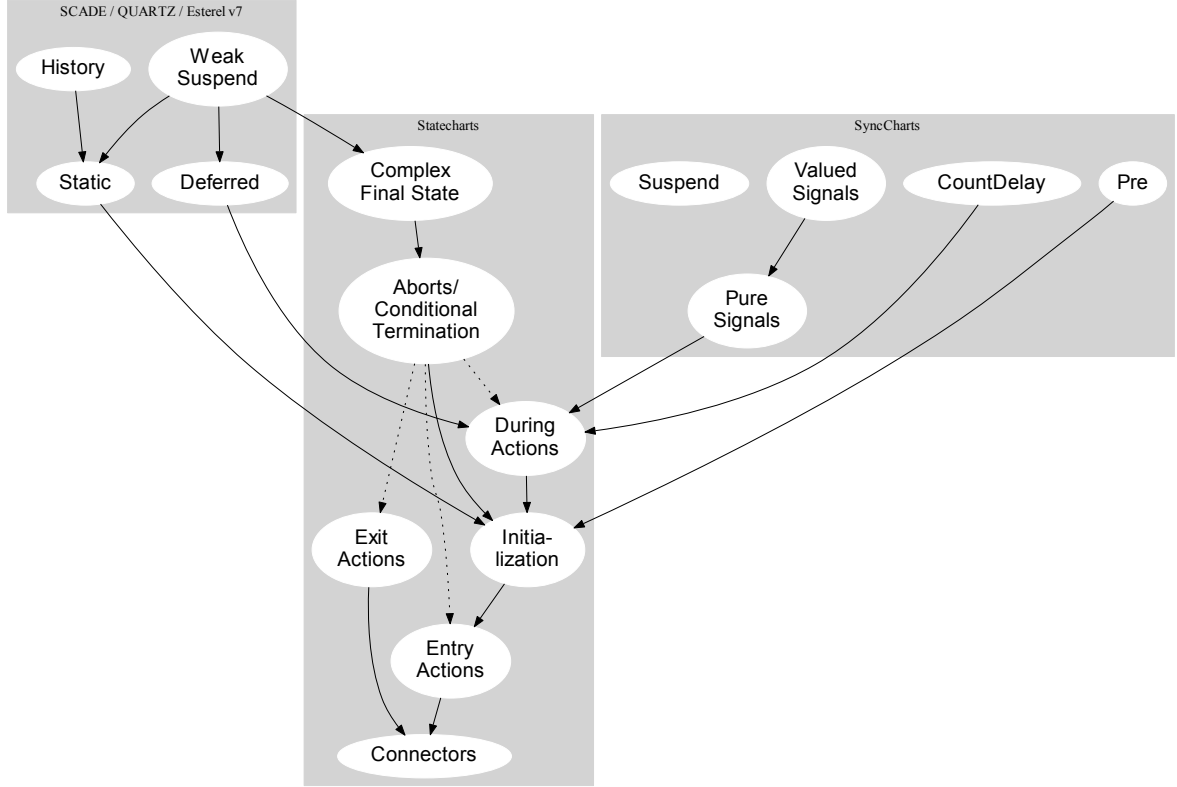 SCADE / QUARTZ / Esterel v7
History
Weak
Suspend
Static
Deferred
Statecharts
Complex
Final State
Aborts/
Conditional
Termination
During
Actions
Exit
Actions
Initia-
lization
Entry
Actions
Connectors
SyncCharts
Suspend
Valued
Signals
CountDelay
Pre
Pure
Signals